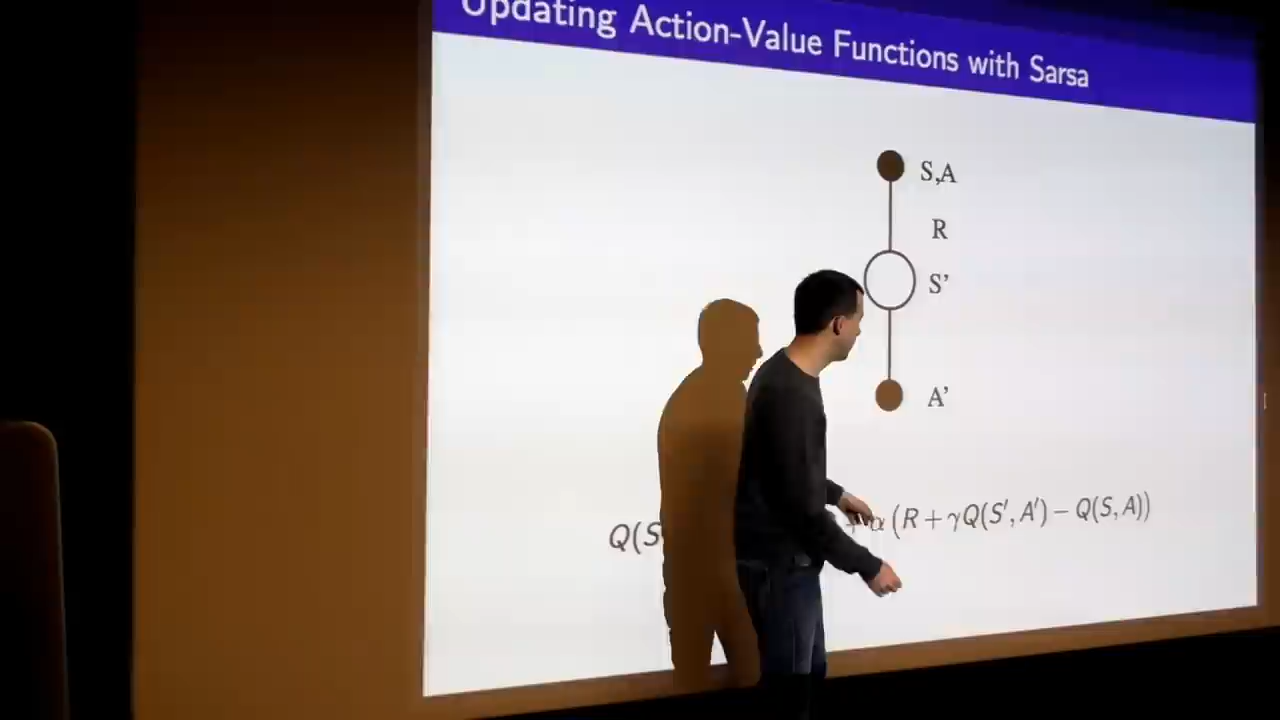 Updating Action-Value Functions with Sarsa
S,A
R
S'
A'
Q(S + α (R + γQ(S′, A′) − Q(S, A))